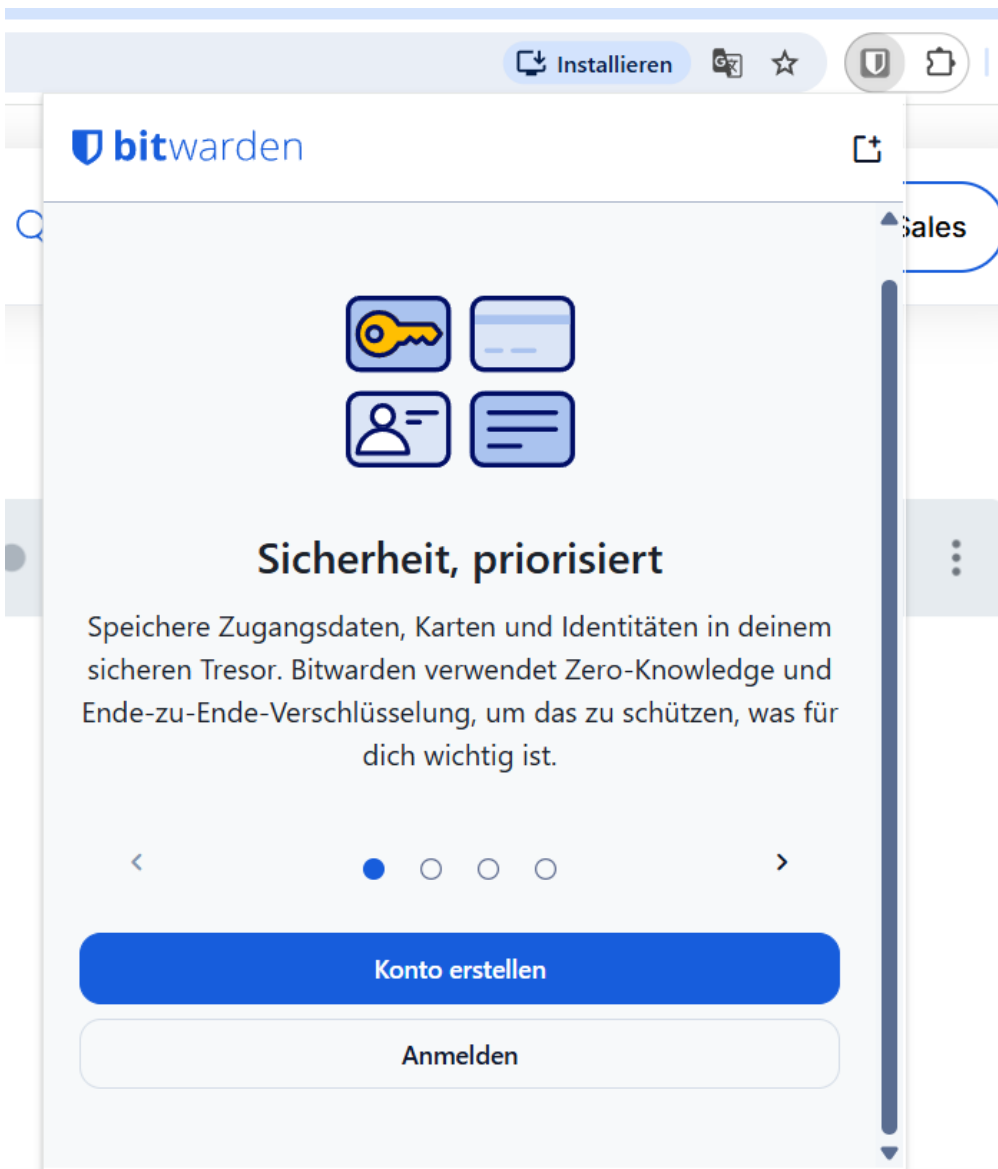 Installieren
bitwarden
Sales
Sicherheit, priorisiert
Speichere Zugangsdaten, Karten und Identitäten in deinem
sicheren Tresor. Bitwarden verwendet Zero-Knowledge und
Ende-zu-Ende-Verschlüsselung, um das zu schützen, was für
dich wichtig ist.
Konto erstellen
Anmelden